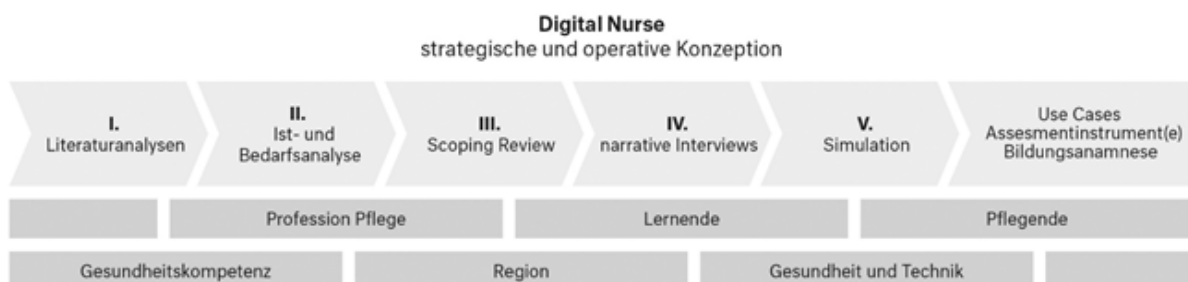 Digital Nurse
strategische und operative Konzeption
I.
Literaturanalysen
II.
Ist- und
Bedarfsanalyse
III.
Scoping Review
IV.
narrative Interviews
V.
Simulation
Use Cases
Assesmentinstrument(e)
Bildungsanamnese
Profession Pflege
Lernende
Pflegende
Gesundheitskompetenz
Region
Gesundheit und Technik